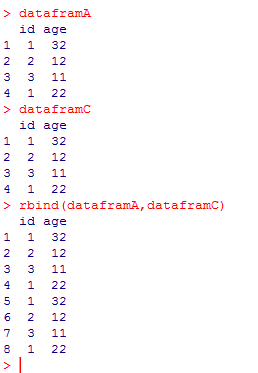 > dataframA
  id age
1  1  32
2  2  12
3  3  11
4  1  22
> dataframC
  id age
1  1  32
2  2  12
3  3  11
4  1  22
> rbind(dataframA,dataframC)
  id age
1  1  32
2  2  12
3  3  11
4  1  22
5  1  32
6  2  12
7  3  11
8  1  22
>